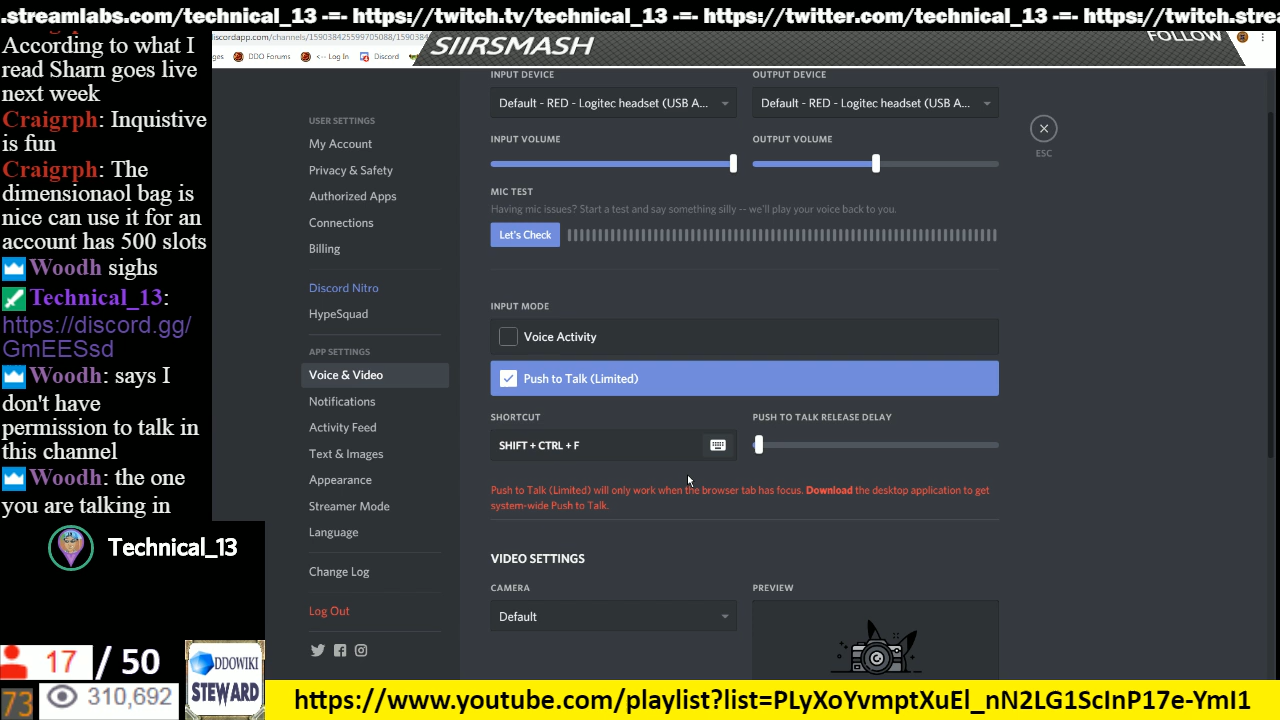 .streamlabs.com/technical_13 -=- https://twitch.tv/technical_13 -=- https://twitter.com/technical_13 -=- https://twitch.stre
According to what I
read Sharn goes live
next week
Craigrph: Inquistive
is fun
Craigrph: The
dimensionaol bag is
nice can use it for an
account has 500 slots
Woodh sighs
Technical_13:
https://discord.gg/
GmEESsd
Woodh: says I
don't have
permission to talk in
this channel
Woodh: the one
you are talking in
Technical_13
17 / 50
73 310,692
DDOWIKI
STEWARD
SIIRSMASH
FOLLOW
DDO Forums
<-- Log In
Discord
USER SETTINGS
My Account
Privacy & Safety
Authorized Apps
Connections
Billing
Discord Nitro
HypeSquad
APP SETTINGS
Voice & Video
Notifications
Activity Feed
Text & Images
Appearance
Streamer Mode
Language
Change Log
Log Out
INPUT DEVICE
Default - RED - Logitec headset (USB A...
OUTPUT DEVICE
Default - RED - Logitec headset (USB A...
INPUT VOLUME
OUTPUT VOLUME
MIC TEST
Having mic issues? Start a test and say something silly -- we'll play your voice back to you.
Let's Check
INPUT MODE
Voice Activity
Push to Talk (Limited)
SHORTCUT
SHIFT + CTRL + F
PUSH TO TALK RELEASE DELAY
Push to Talk (Limited) will only work when the browser tab has focus. Download the desktop application to get
system-wide Push to Talk.
VIDEO SETTINGS
CAMERA
Default
PREVIEW
ESC
https://www.youtube.com/playlist?list=PLyXoYvmptXuEl_nN2LG1ScInP17e-YmI1